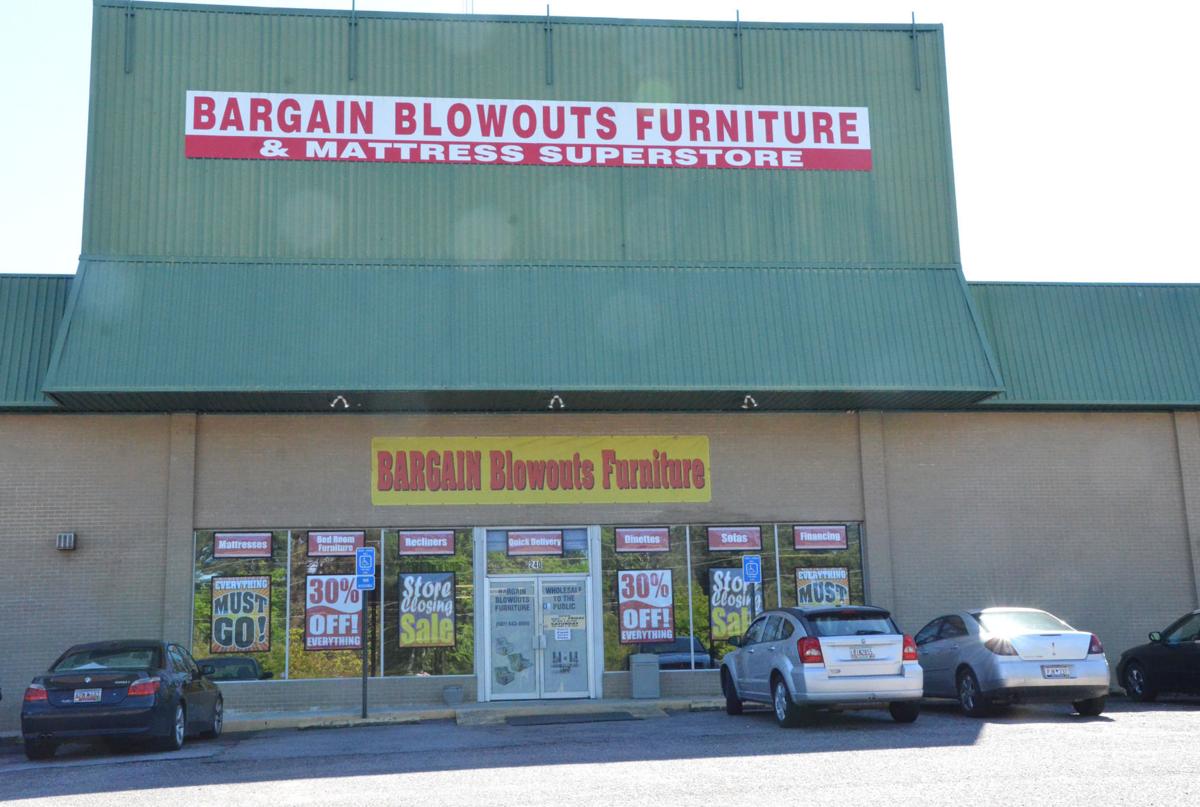 BARGAIN BLOWOUTS FURNITURE
& MATTRESS SUPERSTORE
BARGAIN Blowouts Furniture
Mattresses
Bed Room
Furniture
Recliners
Quick Delivery
Dinettes
Sofas
Financing
240
EVERYTHING
MUST
GO!
30%
OFF!
EVERYTHING
Store
Closing
Sale
BARGAIN
BLOWOUTS
FURNITURE
WHOLESALE
TO THE
PUBLIC
30%
OFF!
EVERYTHING
Store
Closing
Sale
EVERYTHING
MUST